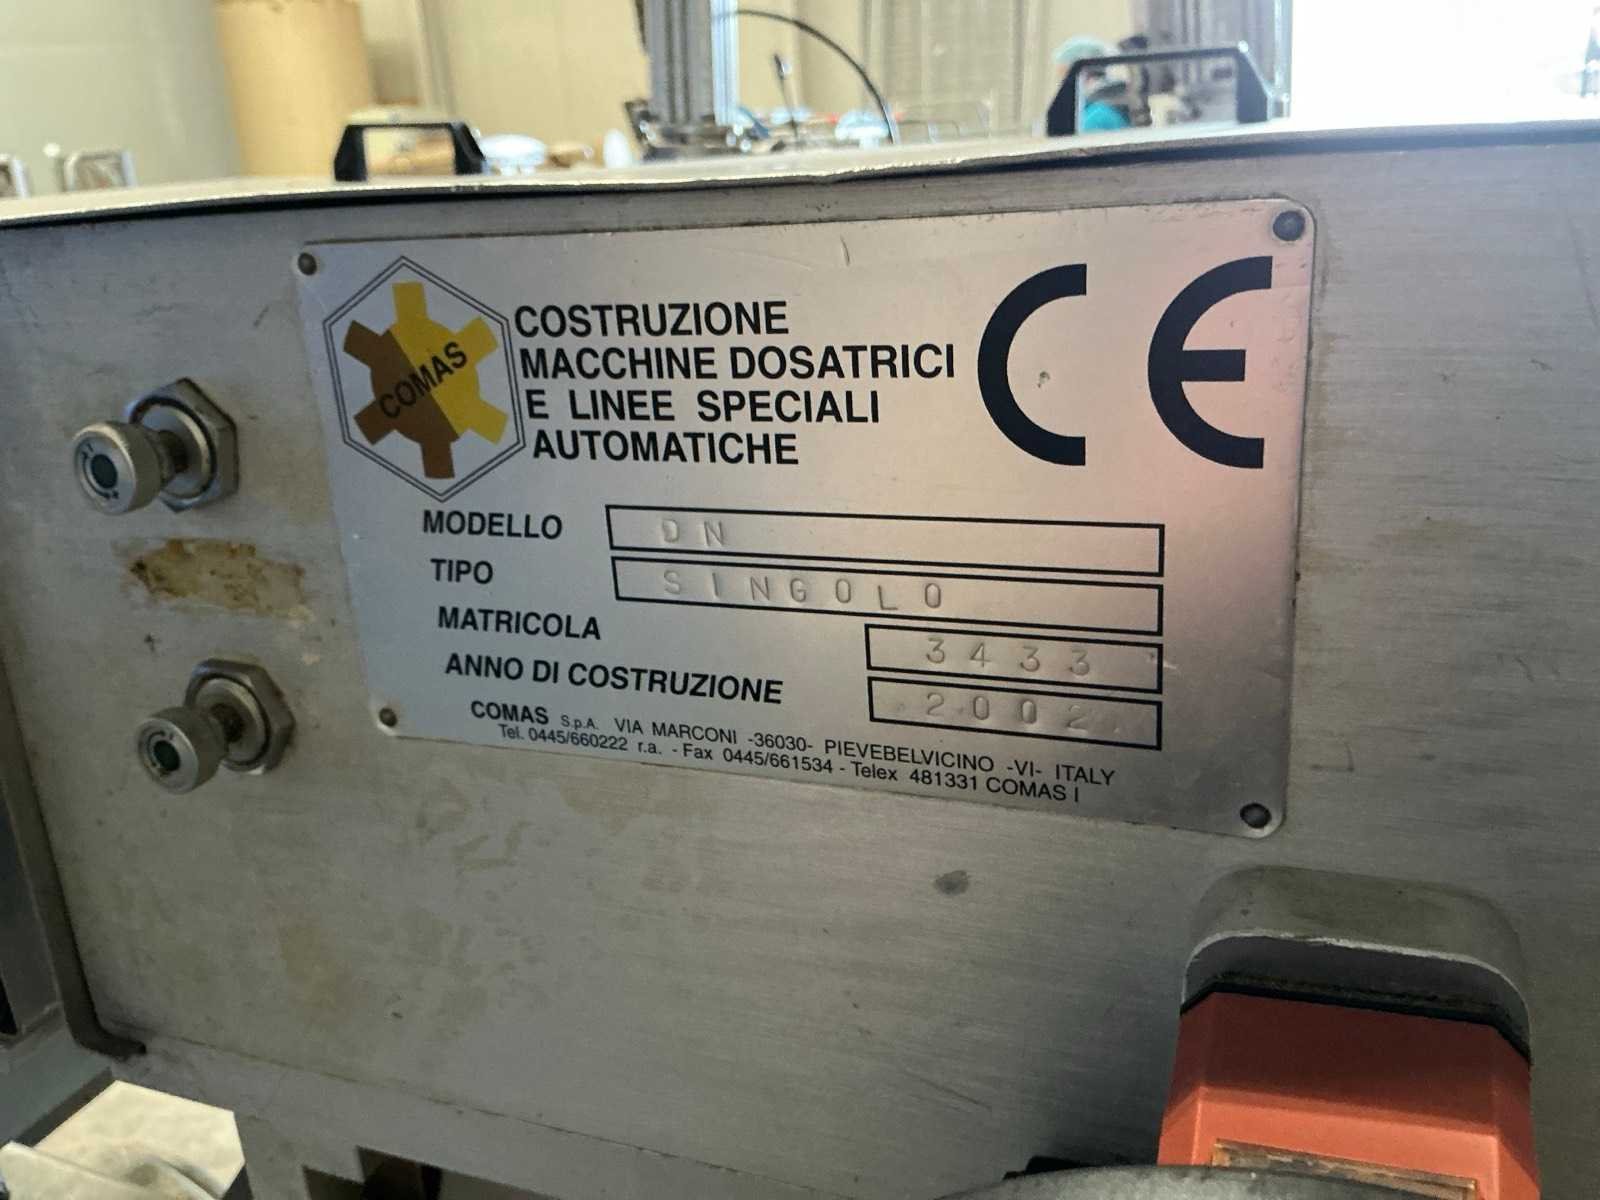 COMAS
COSTRUZIONE
MACCHINE DOSATRICI
E LINEE SPECIALI
AUTOMATICHE
CE
MODELLO DN
TIPO SINGOLO
MATRICOLA 3433
ANNO DI COSTRUZIONE 2002
COMAS S.p.A. VIA MARCONI -36030- PIEVEBELVICINO -VI- ITALY
Tel. 0445/660222 r.a. - Fax 0445/661534 - Telex 481331 COMAS I